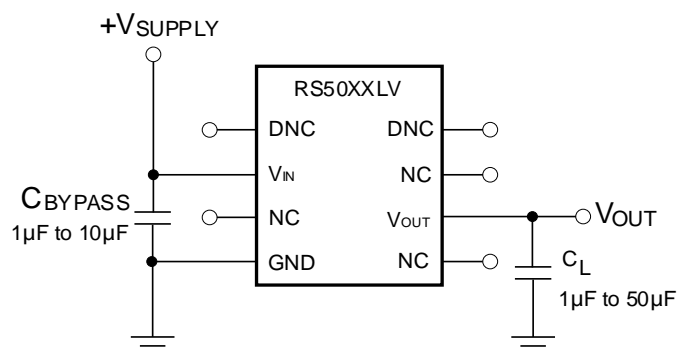 +VSUPPLY
RS50XXLV
DNC
DNC
VIN
NC
CBYPASS
1µF to 10µF
NC
VOUT
VOUT
GND
NC
CL
1µF to 50µF